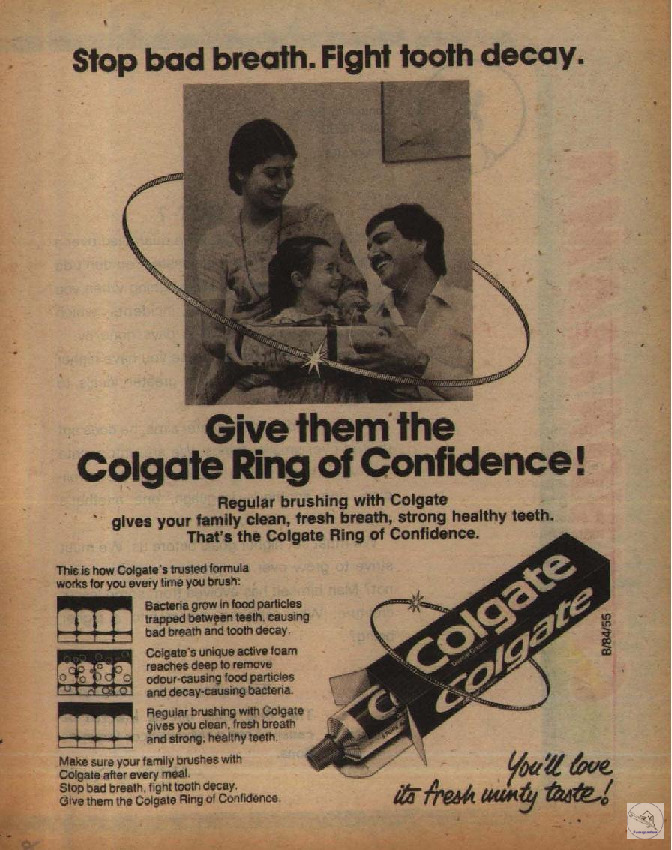 Stop bad breath. Fight tooth decay.
Give them the
Colgate Ring of Confidence!
Regular brushing with Colgate
gives your family clean, fresh breath, strong healthy teeth.
That's the Colgate Ring of Confidence.
This is how Colgate's trusted formula
works for you every time you brush:
Bacteria grow in food particles
trapped between teeth, causing
bad breath and tooth decay.
Colgate's unique active foam
reaches deep to remove
odour-causing food particles
and decay-causing bacteria.
Regular brushing with Colgate
gives you clean, fresh breath
and strong, healthy teeth.
Make sure your family brushes with
Colgate after every meal.
Stop bad breath, fight tooth decay.
Give them the Colgate Ring of Confidence.
Colgate
Colgate
B/84/55
You'll love
its fresh minty taste!